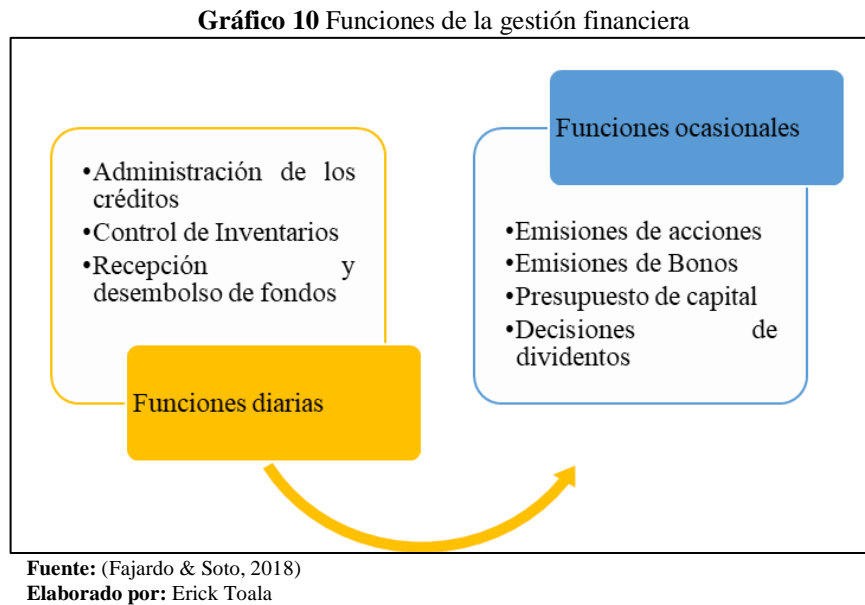 Gráfico 10 Funciones de la gestión financiera
•Administración de los
créditos
•Control de Inventarios
•Recepción y
desembolso de fondos
Funciones diarias
Funciones ocasionales
•Emisiones de acciones
•Emisiones de Bonos
•Presupuesto de capital
•Decisiones de
dividentos
Fuente: (Fajardo & Soto, 2018)
Elaborado por: Erick Toala